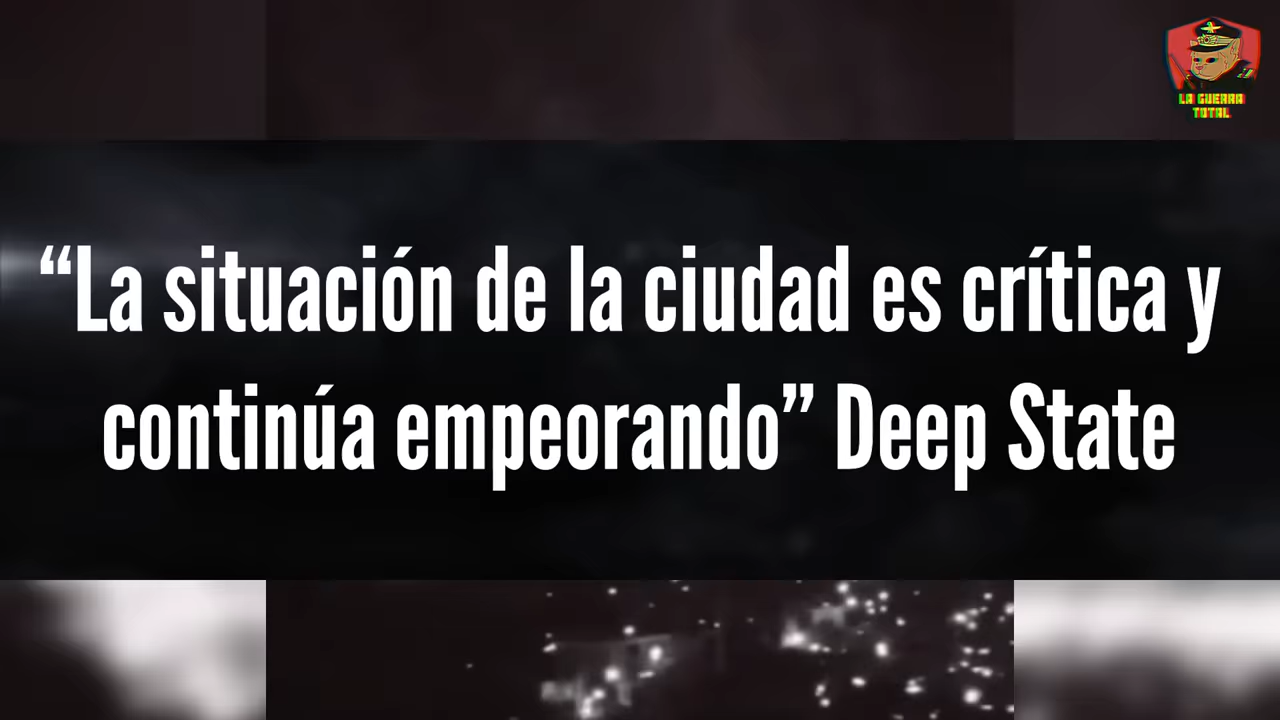 LA GUERRA
TOTAL
“La situación de la ciudad es crítica y
continúa empeorando” Deep State